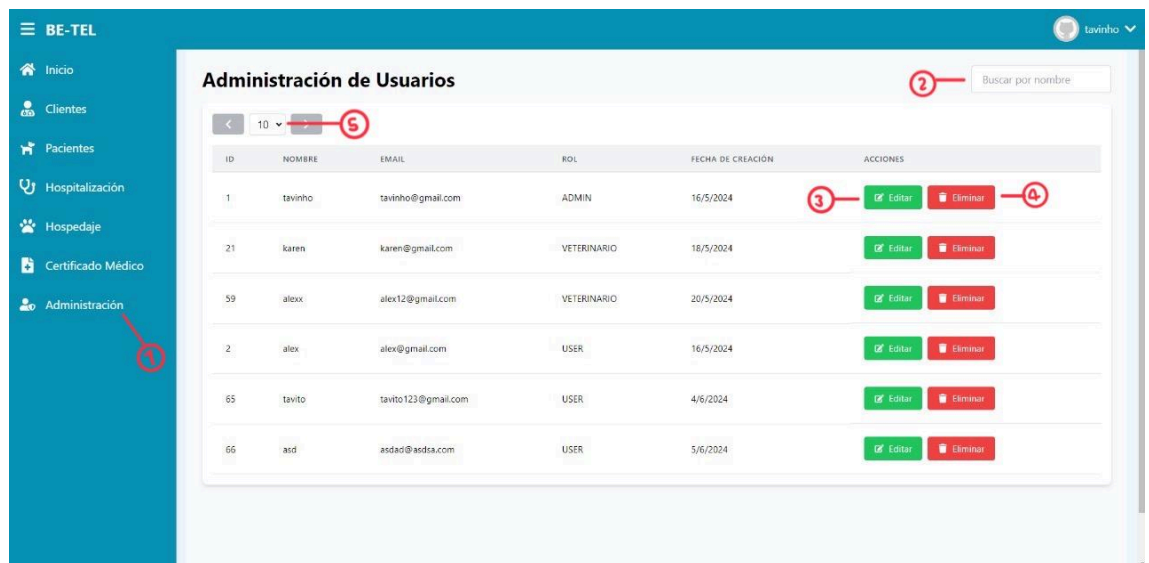 BE-TEL
tavinho
Inicio
Clientes
Pacientes
Hospitalización
Hospedaje
Certificado Médico
Administración
1
Administración de Usuarios
2
Buscar por nombre
10
5
ID NOMBRE EMAIL ROL FECHA DE CREACIÓN ACCIONES
1 tavinho tavinho@gmail.com ADMIN 16/5/2024 3 Editar Eliminar 4
21 karen karen@gmail.com VETERINARIO 18/5/2024 Editar Eliminar
59 alexx alex12@gmail.com VETERINARIO 20/5/2024 Editar Eliminar
2 alex alex@gmail.com USER 16/5/2024 Editar Eliminar
65 tavito tavito123@gmail.com USER 4/6/2024 Editar Eliminar
66 asd asdad@asdsa.com USER 5/6/2024 Editar Eliminar